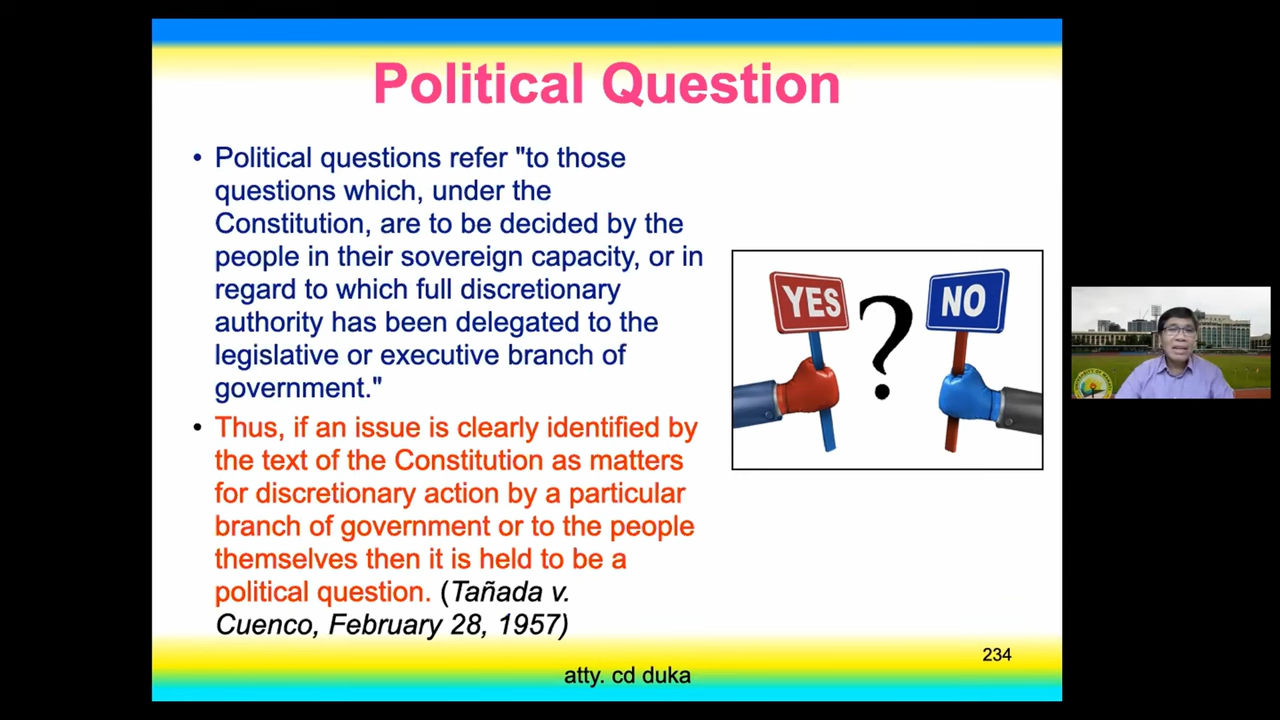 Political Question
• Political questions refer "to those
questions which, under the
Constitution, are to be decided by the
people in their sovereign capacity, or in
regard to which full discretionary
authority has been delegated to the
legislative or executive branch of
government."
• Thus, if an issue is clearly identified by
the text of the Constitution as matters
for discretionary action by a particular
branch of government or to the people
themselves then it is held to be a
political question. (Tañada v.
Cuenco, February 28, 1957)
YES
?
NO
234
atty. cd duka